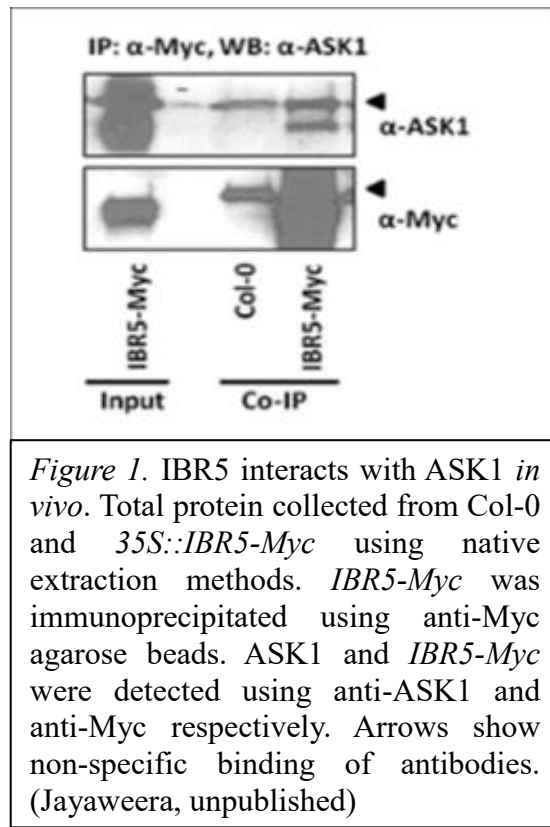 IP: α-Myc, WB: α-ASK1
α-ASK1
α-Myc
IBR5-Myc
Col-0
IBR5-Myc
Input
Co-IP
Figure 1. IBR5 interacts with ASK1 in
vivo. Total protein collected from Col-0
and 35S::IBR5-Myc using native
extraction methods. IBR5-Myc was
immunoprecipitated using anti-Myc
agarose beads. ASK1 and IBR5-Myc
were detected using anti-ASK1 and
anti-Myc respectively. Arrows show
non-specific binding of antibodies.
(Jayaweera, unpublished)